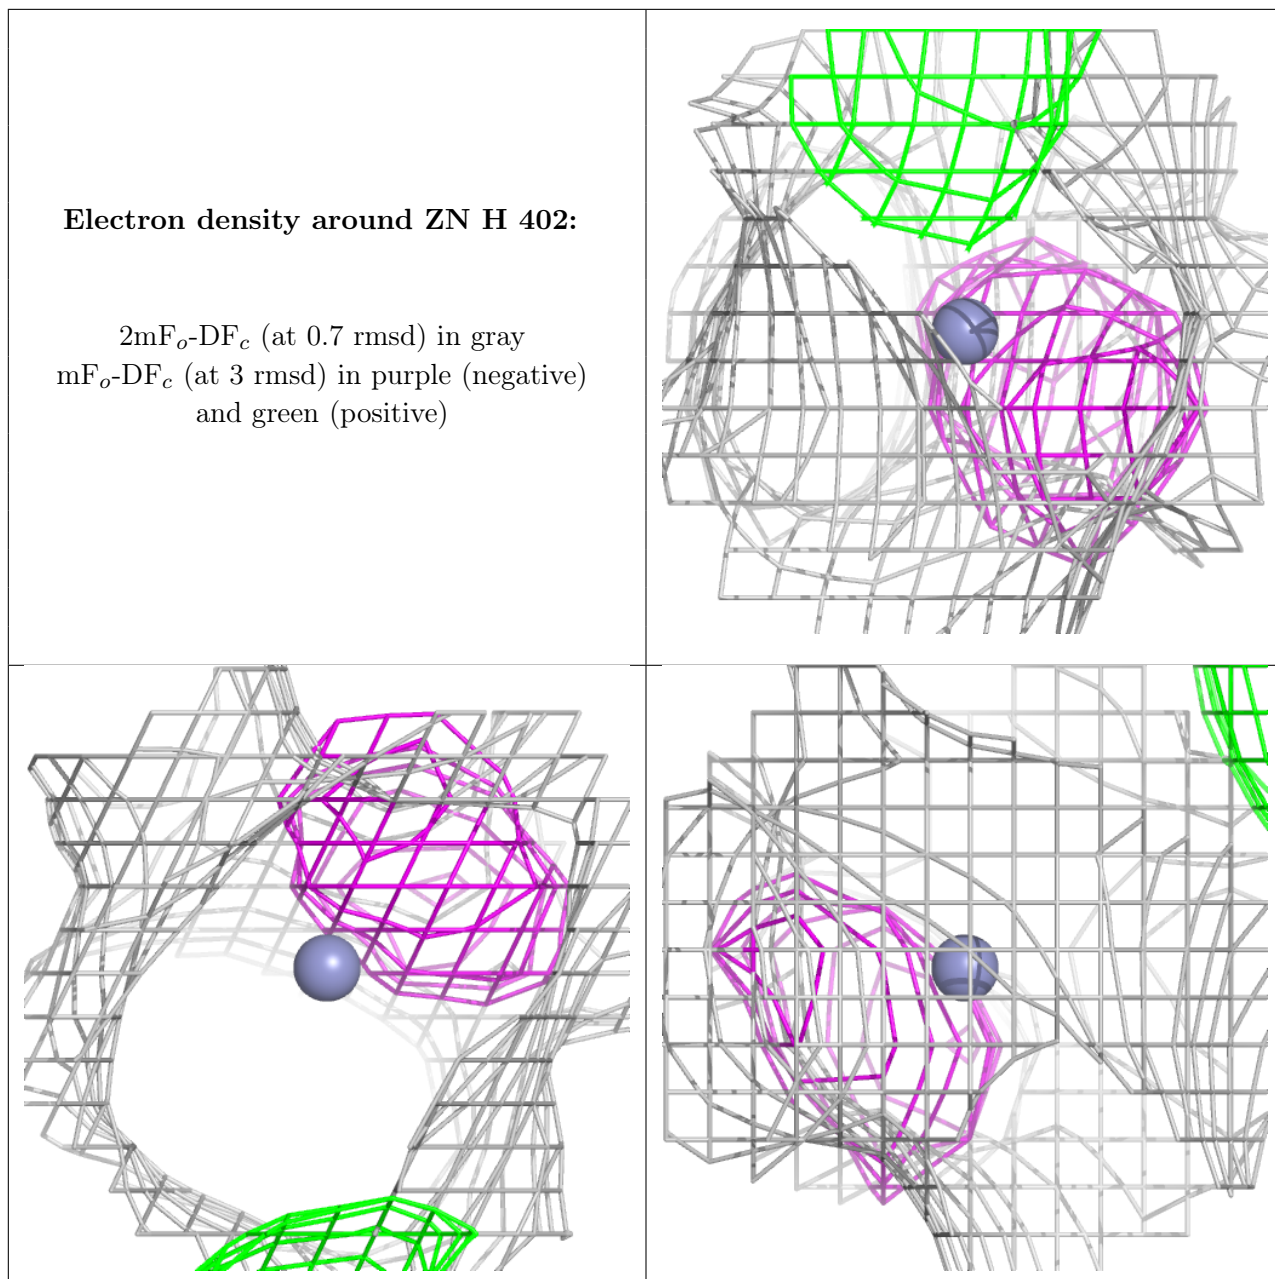 Electron density around ZN H 402:
2mFo-DFc (at 0.7 rmsd) in gray
mFo-DFc (at 3 rmsd) in purple (negative)
and green (positive)